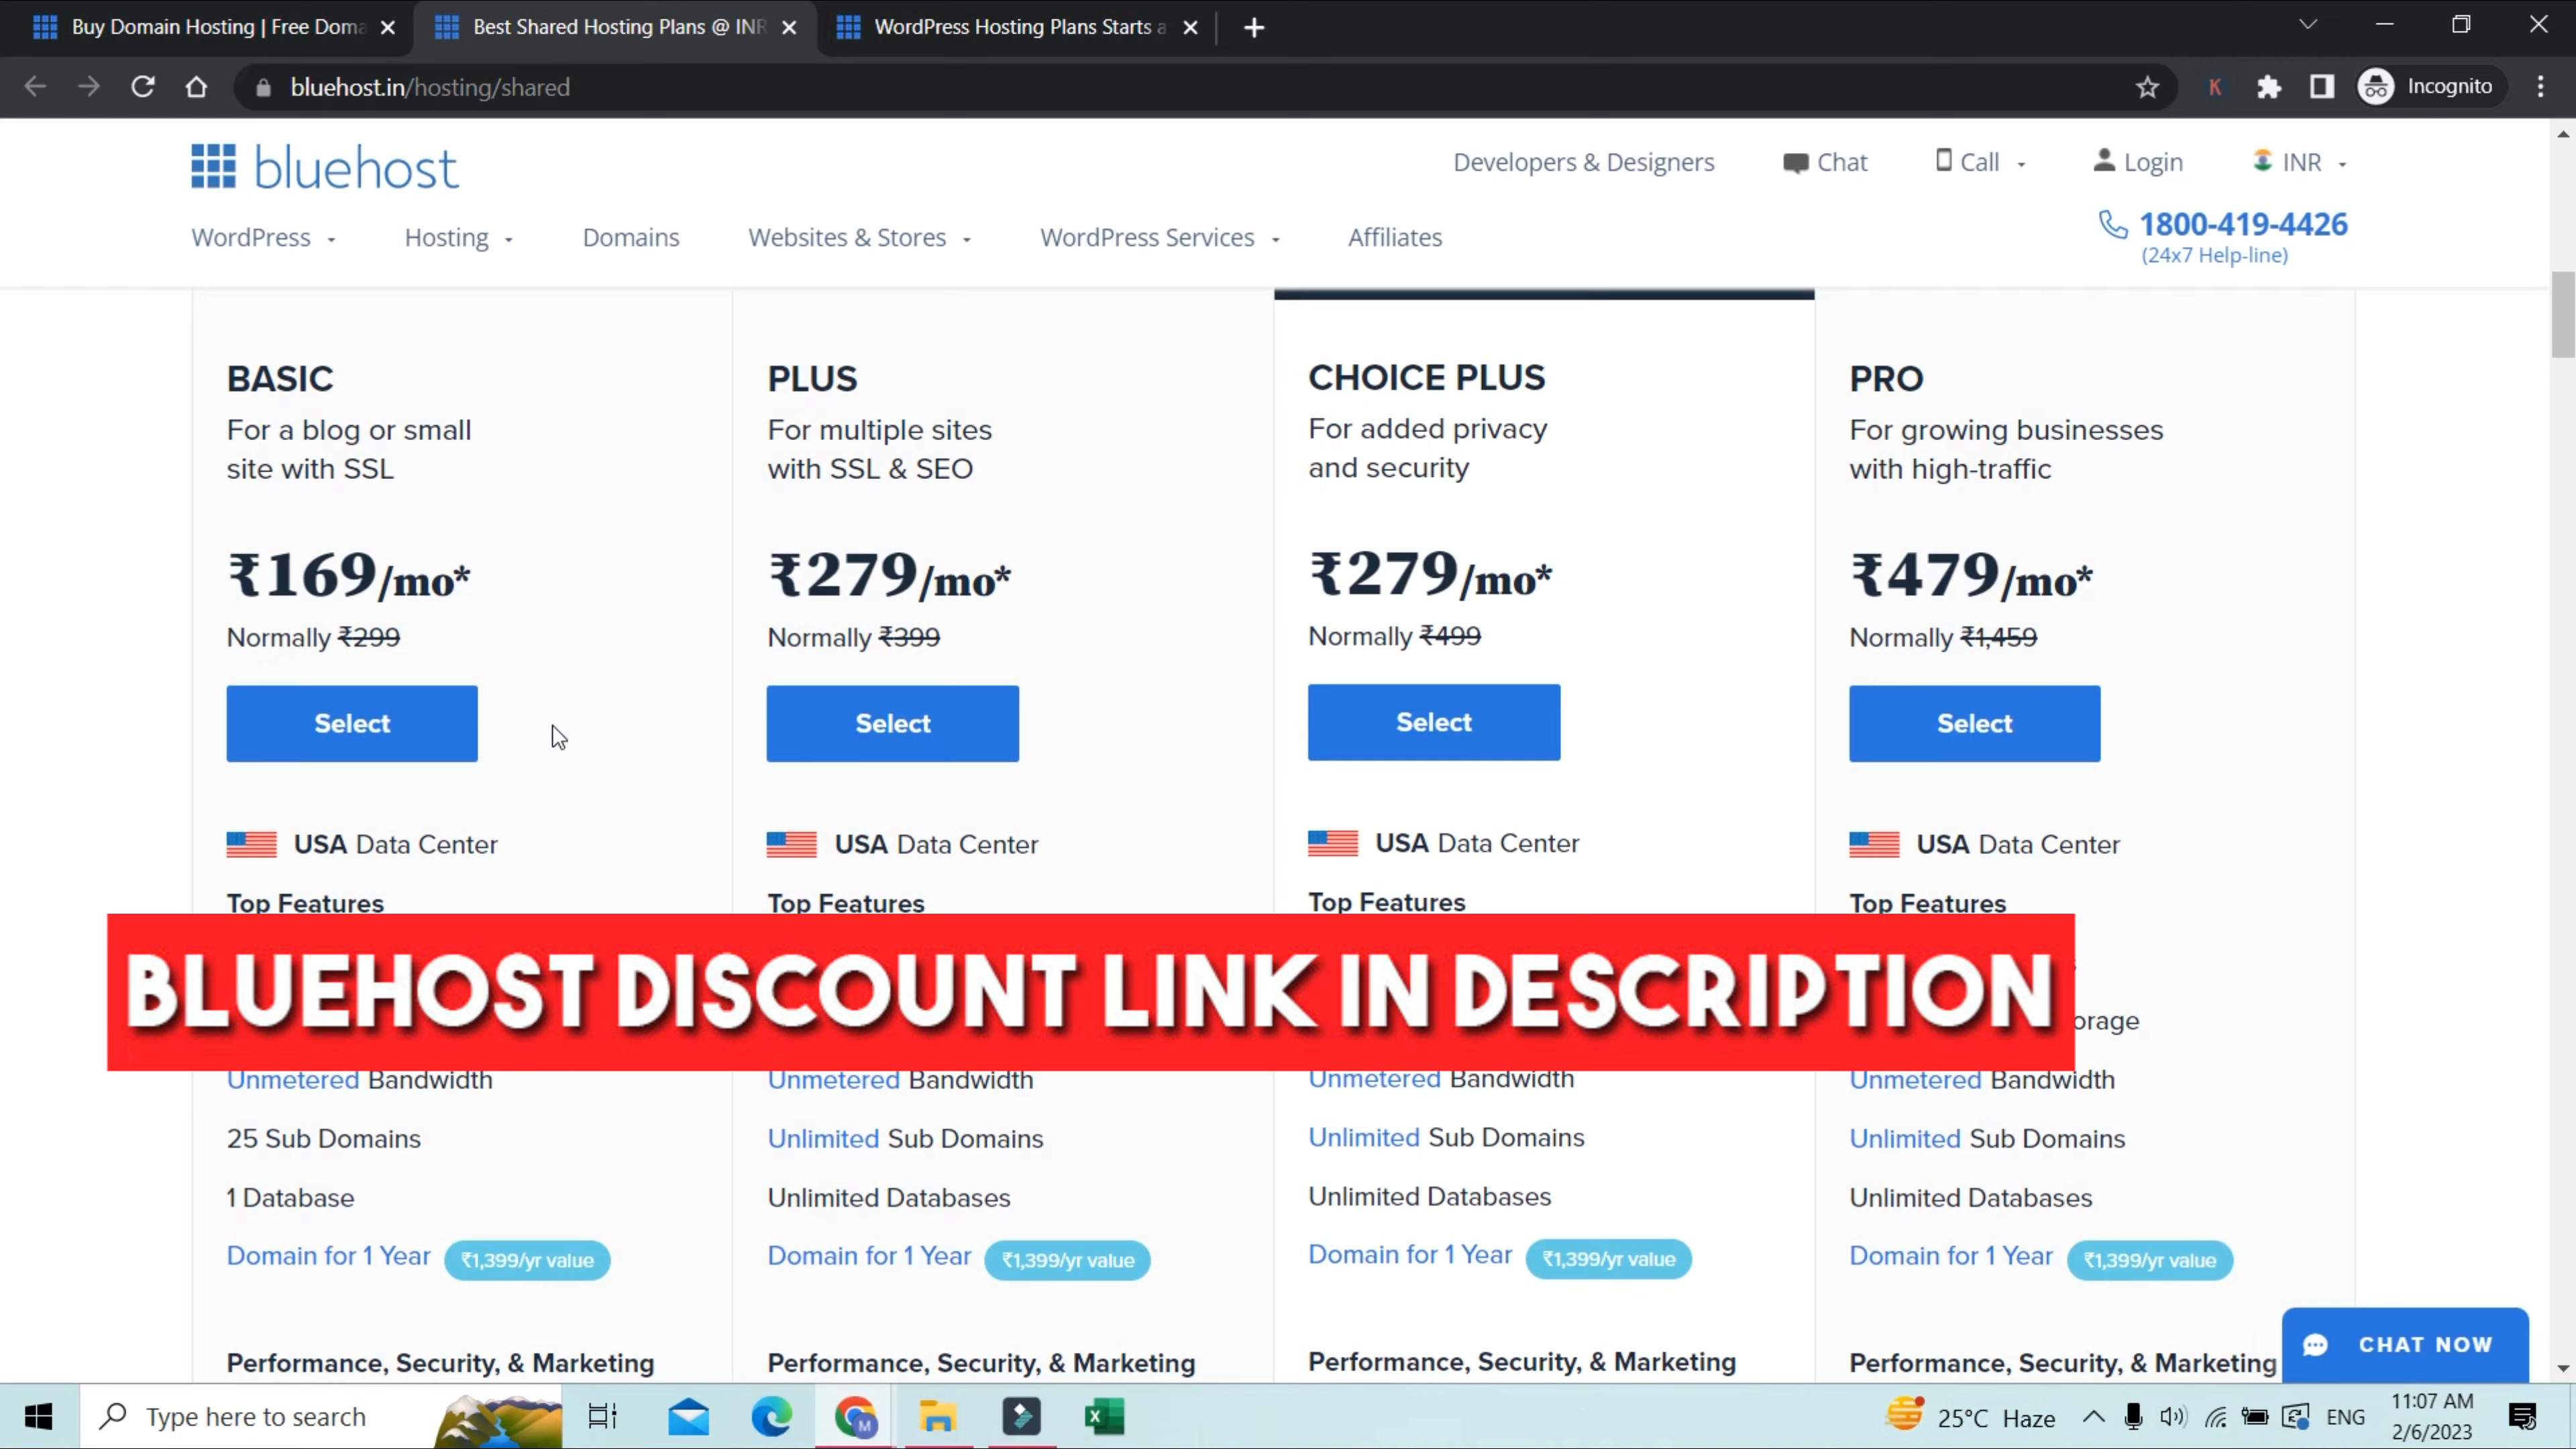 Buy Domain Hosting | Free Doma
Best Shared Hosting Plans @ INR
WordPress Hosting Plans Starts a
bluehost.in/hosting/shared
K
Incognito
bluehost
Developers & Designers
Chat
Call
Login
INR
WordPress
Hosting
Domains
Websites & Stores
WordPress Services
Affiliates
1800-419-4426
(24x7 Help-line)
BASIC
For a blog or small
site with SSL
₹169/mo*
Normally ₹299
Select
USA Data Center
Top Features
PLUS
For multiple sites
with SSL & SEO
₹279/mo*
Normally ₹399
Select
USA Data Center
Top Features
CHOICE PLUS
For added privacy
and security
₹279/mo*
Normally ₹499
Select
USA Data Center
Top Features
PRO
For growing businesses
with high-traffic
₹479/mo*
Normally ₹1,459
Select
USA Data Center
Top Features
orage
BLUEHOST DISCOUNT LINK IN DESCRIPTION
Unmetered Bandwidth
25 Sub Domains
1 Database
Domain for 1 Year ₹1,399/yr value
Performance, Security, & Marketing
Unmetered Bandwidth
Unlimited Sub Domains
Unlimited Databases
Domain for 1 Year ₹1,399/yr value
Performance, Security, & Marketing
Unmetered Bandwidth
Unlimited Sub Domains
Unlimited Databases
Domain for 1 Year ₹1,399/yr value
Performance, Security, & Marketing
Unmetered Bandwidth
Unlimited Sub Domains
Unlimited Databases
Domain for 1 Year ₹1,399/yr value
Performance, Security, & Marketing
CHAT NOW
Type here to search
M
25°C Haze
ENG
11:07 AM
2/6/2023